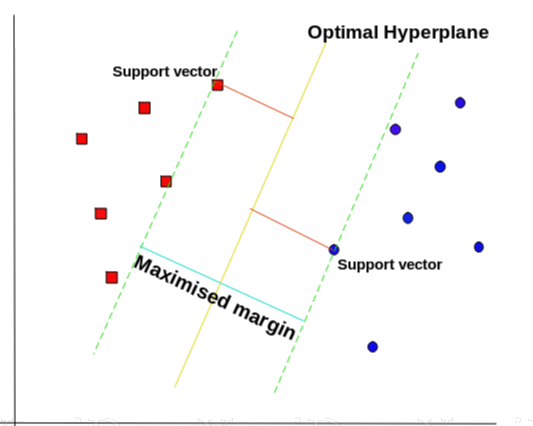 Optimal Hyperplane
Support vector
Support vector
Maximised margin